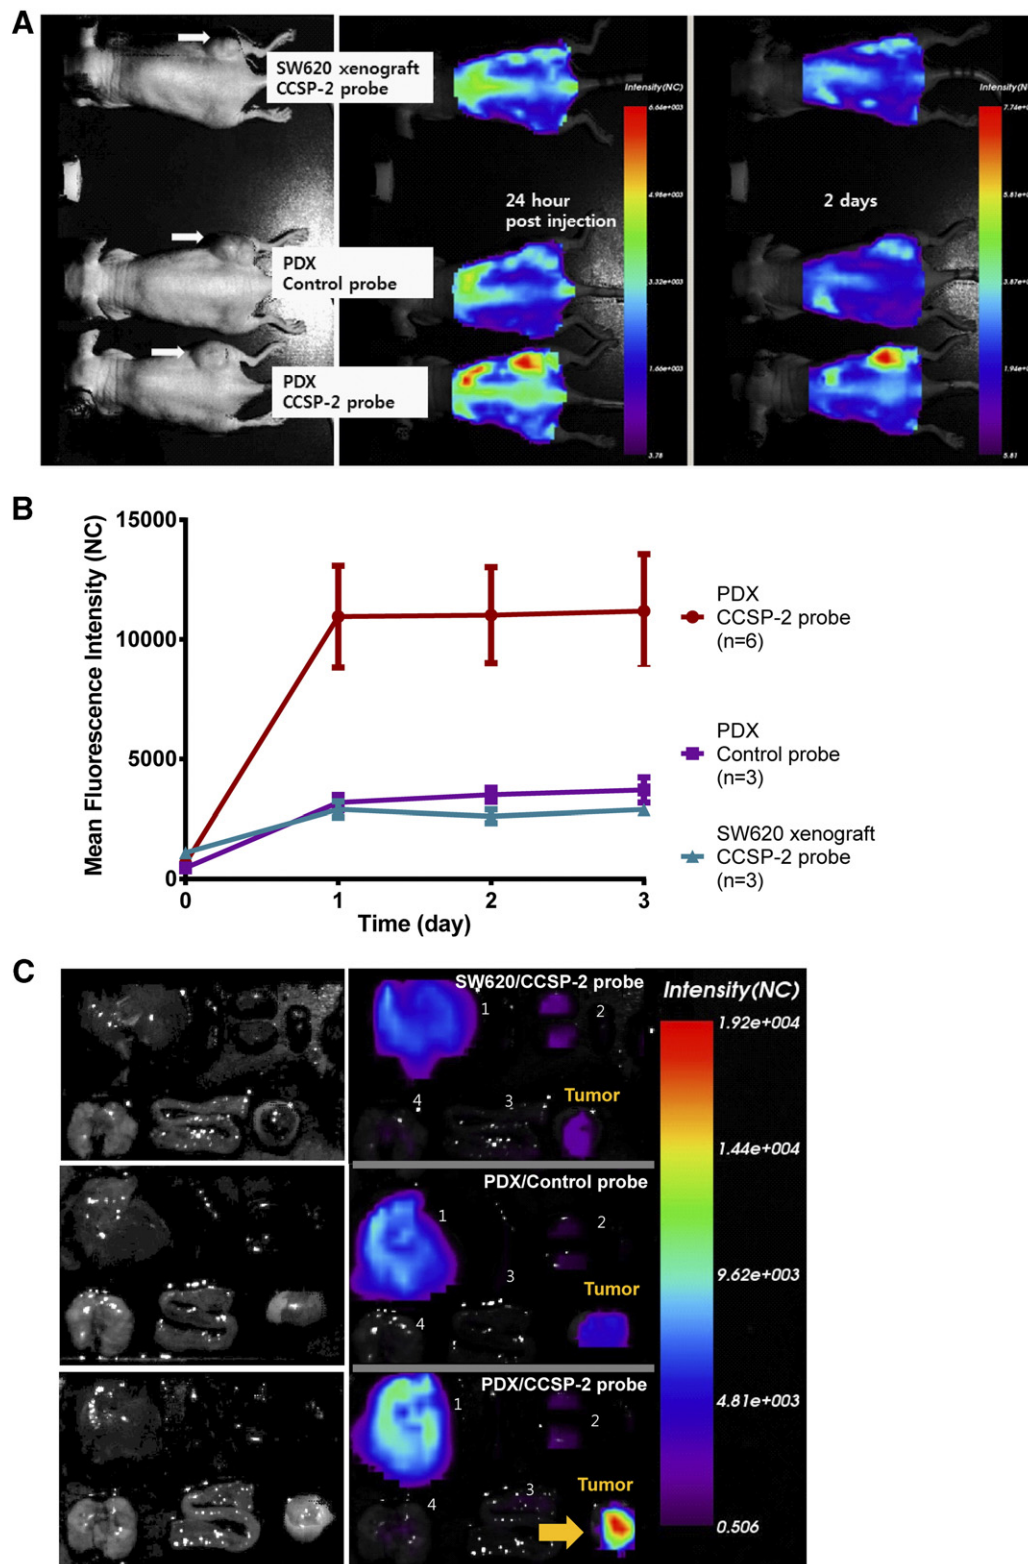 A
SW620 xenograft
CCSP-2 probe
PDX
Control probe
PDX
CCSP-2 probe
24 hour
post injection
Intensity(NC)
6.64e+003
4.98e+003
3.32e+003
1.66e+003
3.78
2 days
Intensity(NC)
7.74e+003
5.81e+003
3.87e+003
1.94e+003
5.81
B
Mean Fluorescence Intensity (NC)
15000
10000
5000
0
0 1 2 3
Time (day)
PDX
CCSP-2 probe
(n=6)
PDX
Control probe
(n=3)
SW620 xenograft
CCSP-2 probe
(n=3)
C
SW620/CCSP-2 probe
1
2
4
3
Tumor
PDX/Control probe
1
2
3
4
Tumor
PDX/CCSP-2 probe
1
2
3
4
Tumor
Intensity(NC)
1.92e+004
1.44e+004
9.62e+003
4.81e+003
0.506